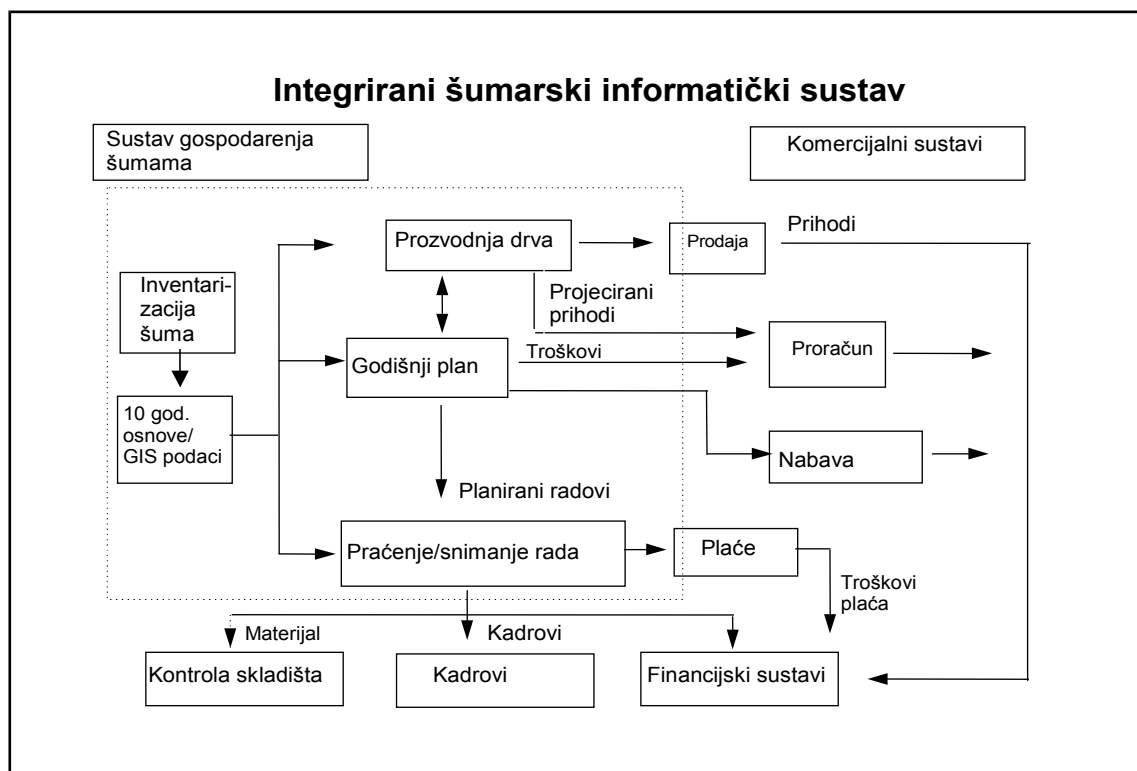 Integrirani šumarski informatički sustav
Sustav gospodarenja
šumama
Komercijalni sustavi
Prozvodnja drva
Prodaja
Prihodi
Inventari-
zacija
šuma
Projecirani
prihodi
Godišnji plan
Troškovi
Proračun
10 god.
osnove/
GIS podaci
Nabava
Planirani radovi
Praćenje/snimanje rada
Plaće
Troškovi
plaća
Materijal
Kadrovi
Kontrola skladišta
Kadrovi
Financijski sustavi